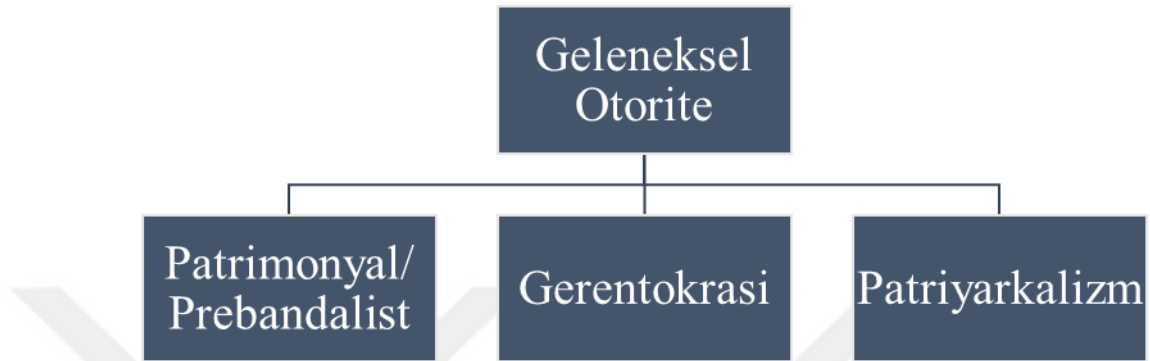 Geleneksel
Otorite
Patrimonyal/
Prebandalist
Gerentokrasi
Patriyarkalizm